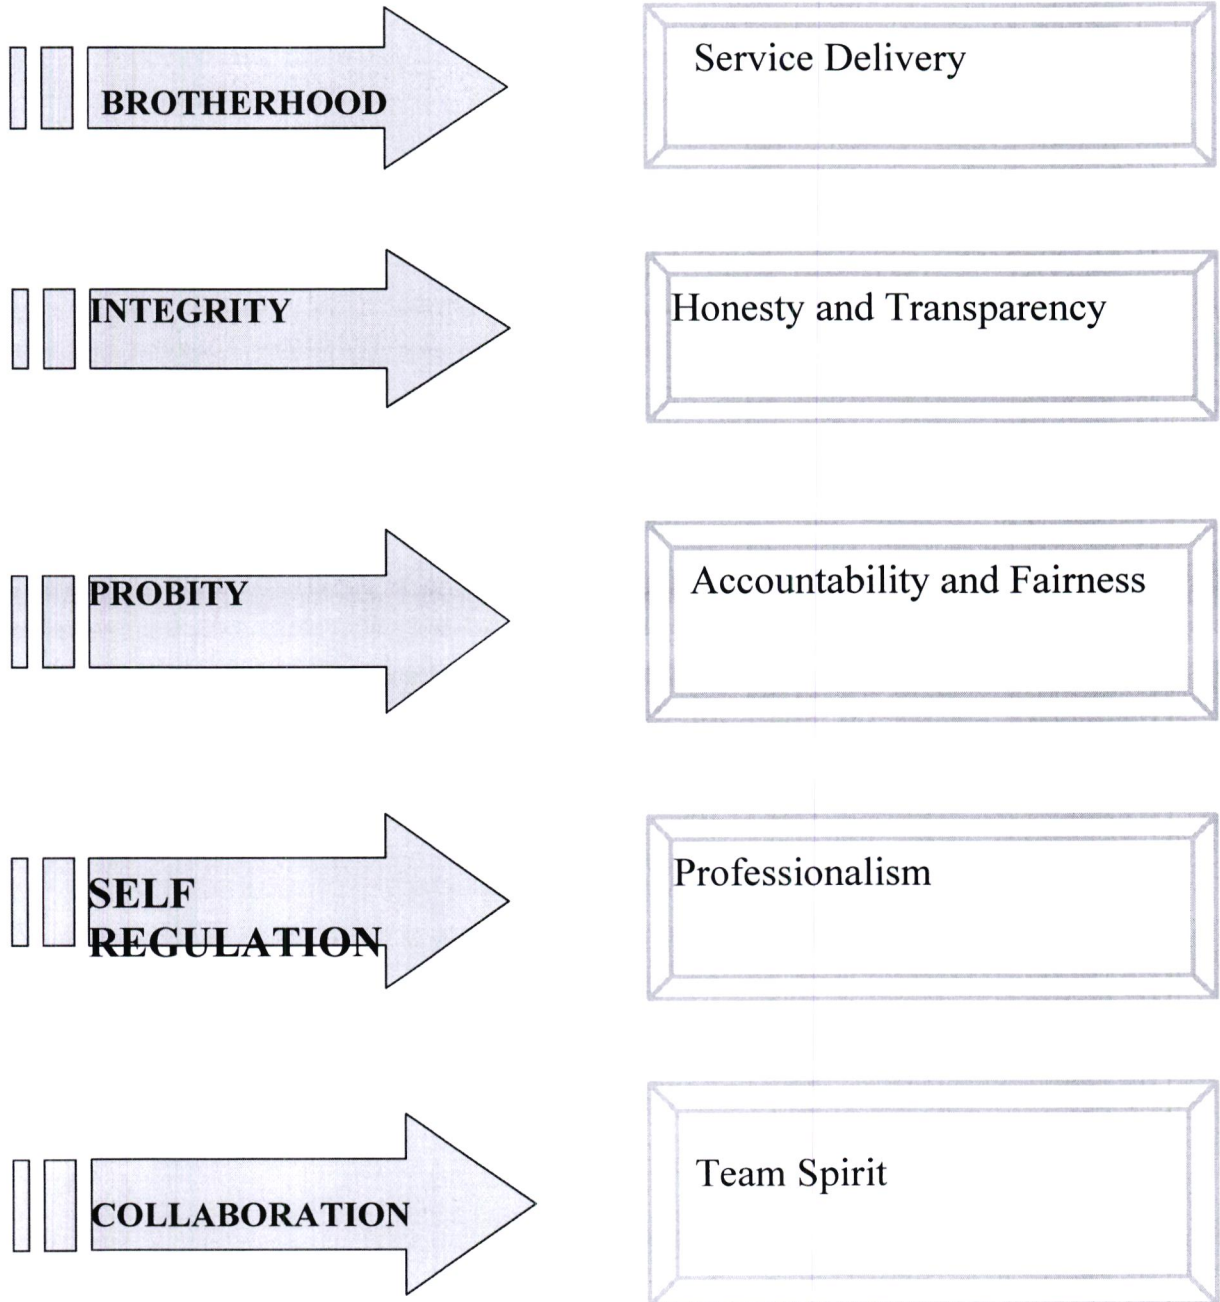 BROTHERHOOD
Service Delivery
INTEGRITY
Honesty and Transparency
PROBITY
Accountability and Fairness
SELF
REGULATION
Professionalism
COLLABORATION
Team Spirit